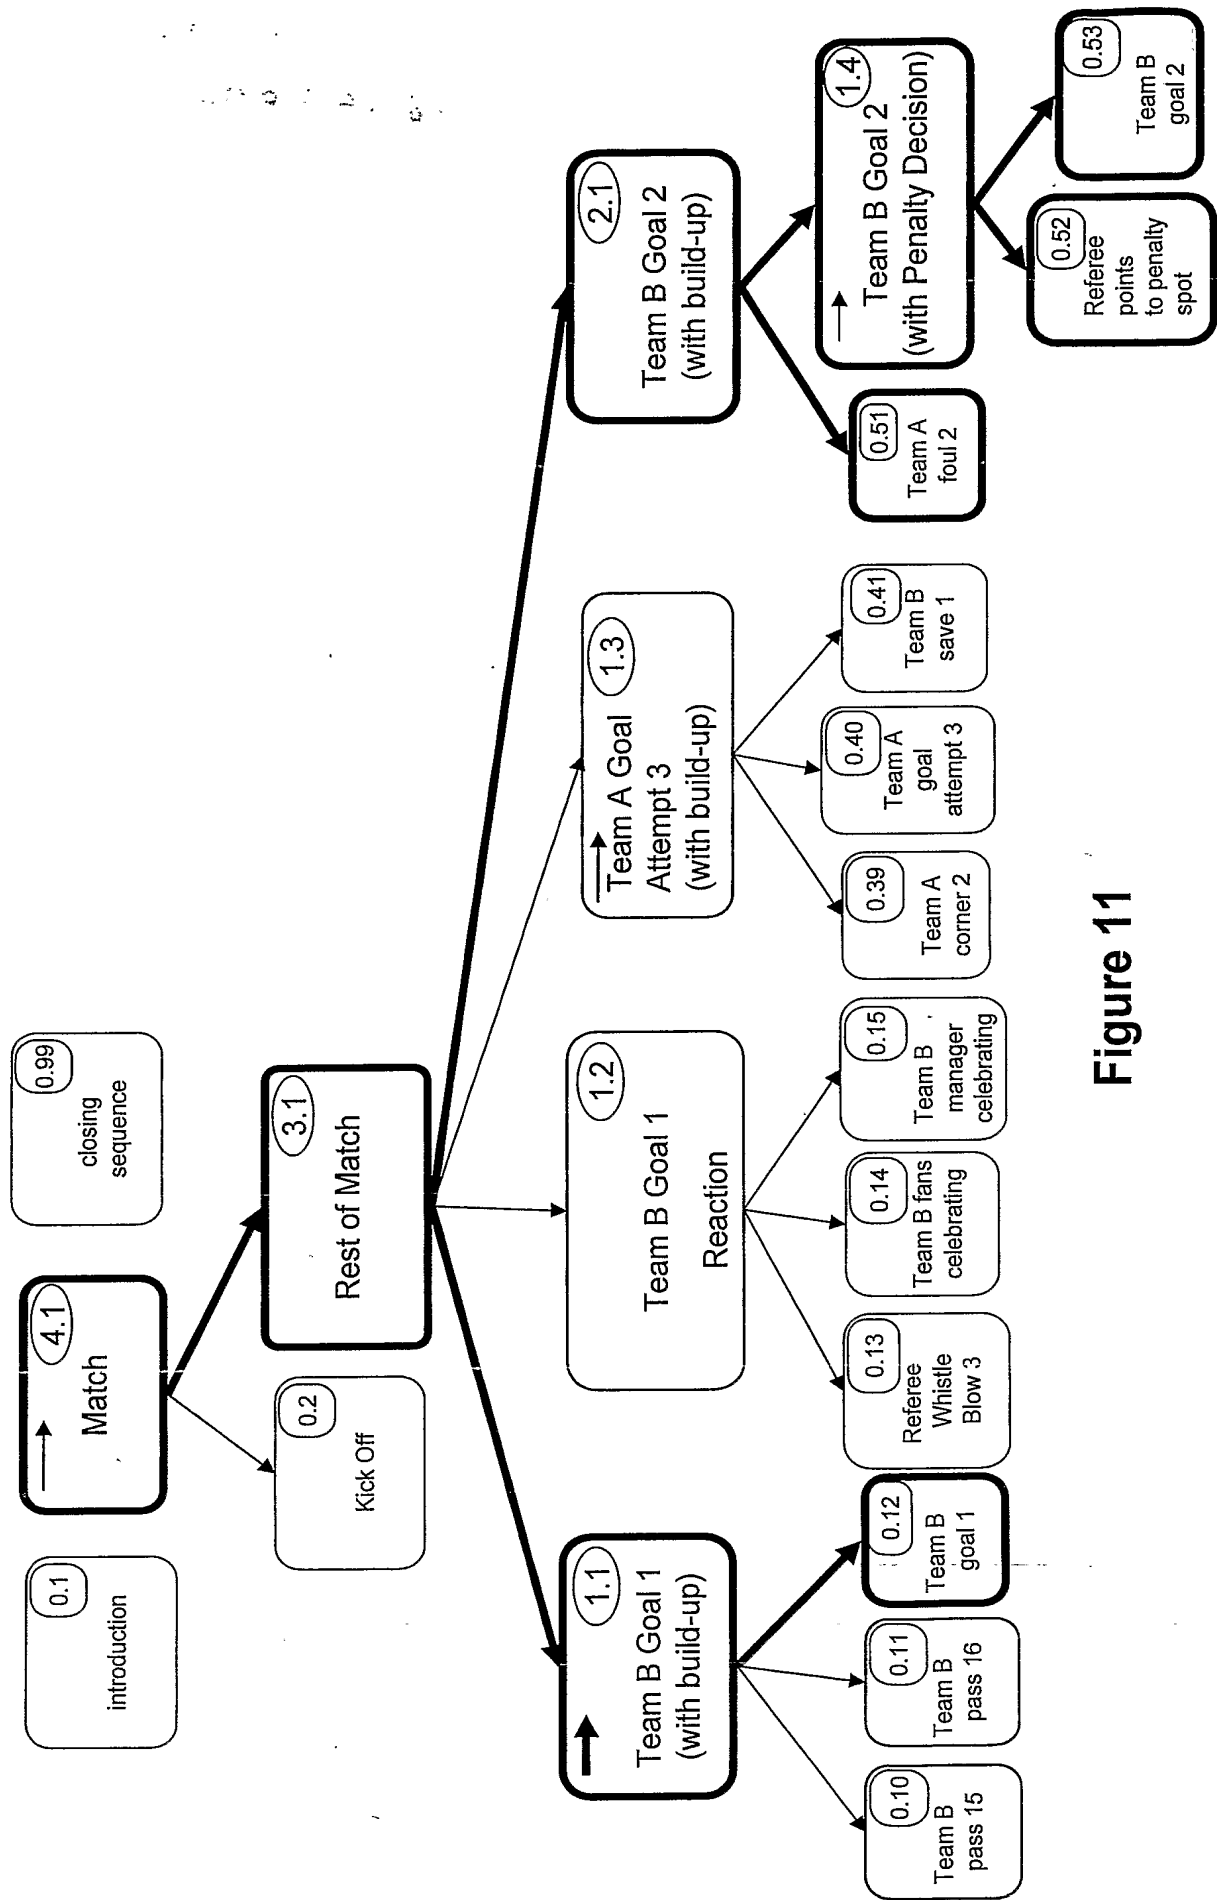 0.1
introduction
4.1
Match
0.99
closing
sequence
0.2
Kick Off
3.1
Rest of Match
1.1
Team B Goal 1
(with build-up)
1.2
Team B Goal 1
Reaction
1.3
Team A Goal
Attempt 3
(with build-up)
2.1
Team B Goal 2
(with build-up)
0.10
Team B
pass 15
0.11
Team B
pass 16
0.12
Team B
goal 1
0.13
Referee
Whistle
Blow 3
0.14
Team B fans
celebrating
0.15
Team B
manager
celebrating
0.39
Team A
corner 2
0.40
Team A
goal
attempt 3
0.41
Team B
save 1
0.51
Team A
foul 2
1.4
Team B Goal 2
(with Penalty Decision)
0.52
Referee
points
to penalty
spot
0.53
Team B
goal 2
Figure 11